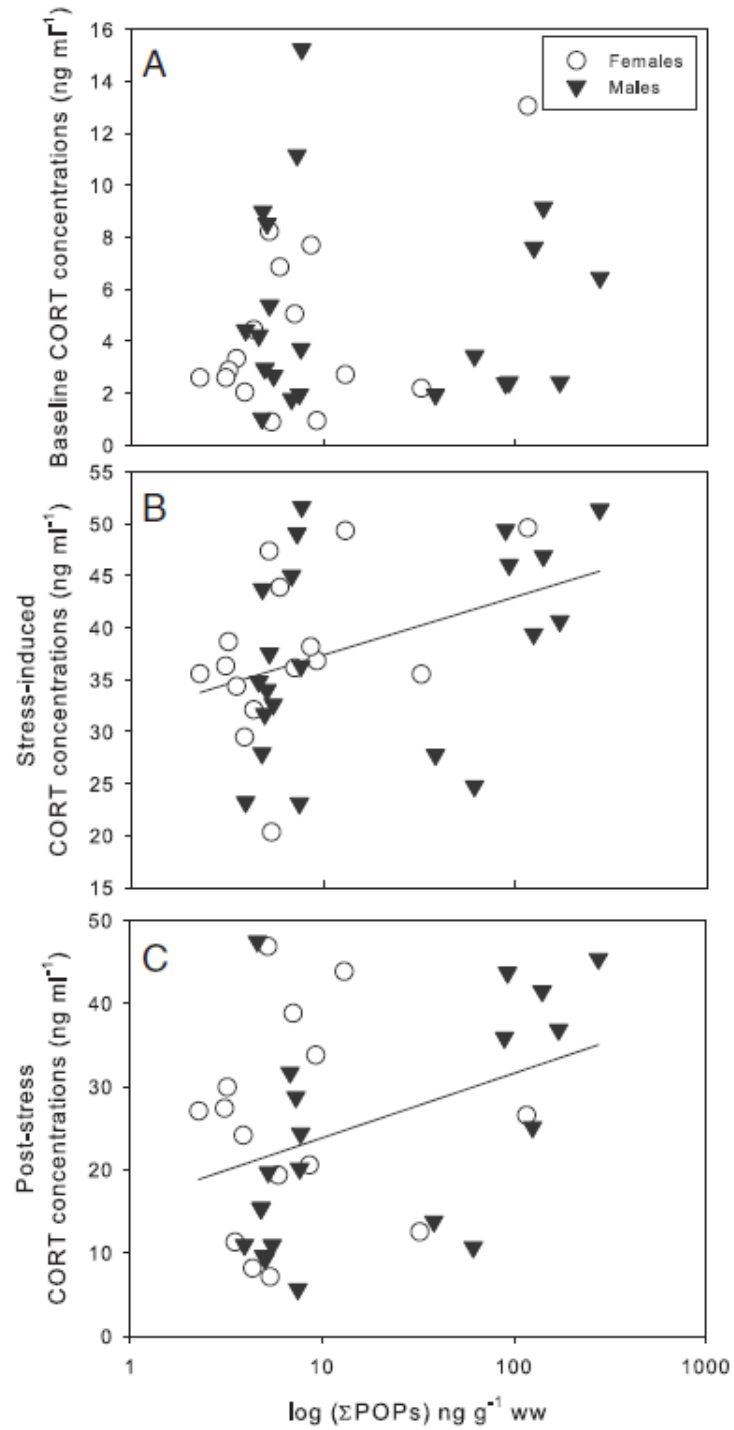 A
Females
Males
Baseline CORT concentrations (ng ml⁻¹)
16
14
12
10
8
6
4
2
0
B
Stress-induced
CORT concentrations (ng ml⁻¹)
55
50
45
40
35
30
25
20
15
C
Post-stress
CORT concentrations (ng ml⁻¹)
50
40
30
20
10
0
1 10 100 1000
log (ΣPOPs) ng g⁻¹ ww